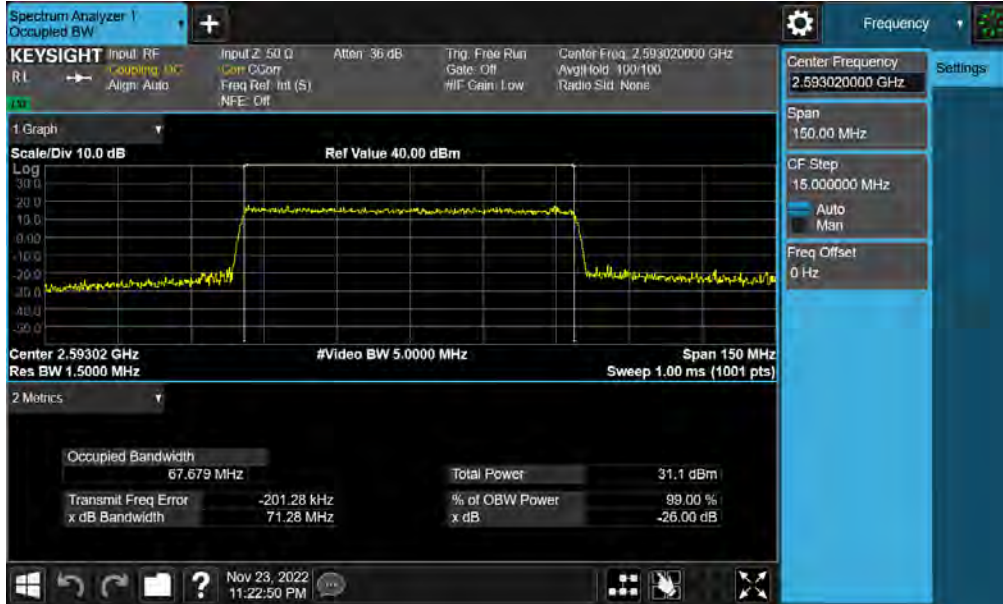 Spectrum Analyzer 1
Occupied BW
Frequency
KEYSIGHT
Input: RF
Coupling: DC
Align: Auto
Input Z: 50 Ω
Corr CCorr
Freq Ref: Int (S)
NFE: Off
Atten: 36 dB
Trig: Free Run
Gate: Off
#IF Gain: Low
Center Freq: 2.593020000 GHz
Avg|Hold: 100/100
Radio Std: None
Center Frequency
2.593020000 GHz
Settings
Span
150.00 MHz
CF Step
15.000000 MHz
Auto
Man
Freq Offset
0 Hz
1 Graph
Scale/Div 10.0 dB
Ref Value 40.00 dBm
Log
30.0
20.0
10.0
0.00
-10.0
-20.0
-30.0
-40.0
-50.0
Center 2.59302 GHz
#Video BW 5.0000 MHz
Span 150 MHz
Res BW 1.5000 MHz
Sweep 1.00 ms (1001 pts)
2 Metrics
Occupied Bandwidth
67.679 MHz
Total Power 31.1 dBm
Transmit Freq Error -201.28 kHz
% of OBW Power 99.00 %
x dB Bandwidth 71.28 MHz
x dB -26.00 dB
?
Nov 23, 2022
11:22:50 PM